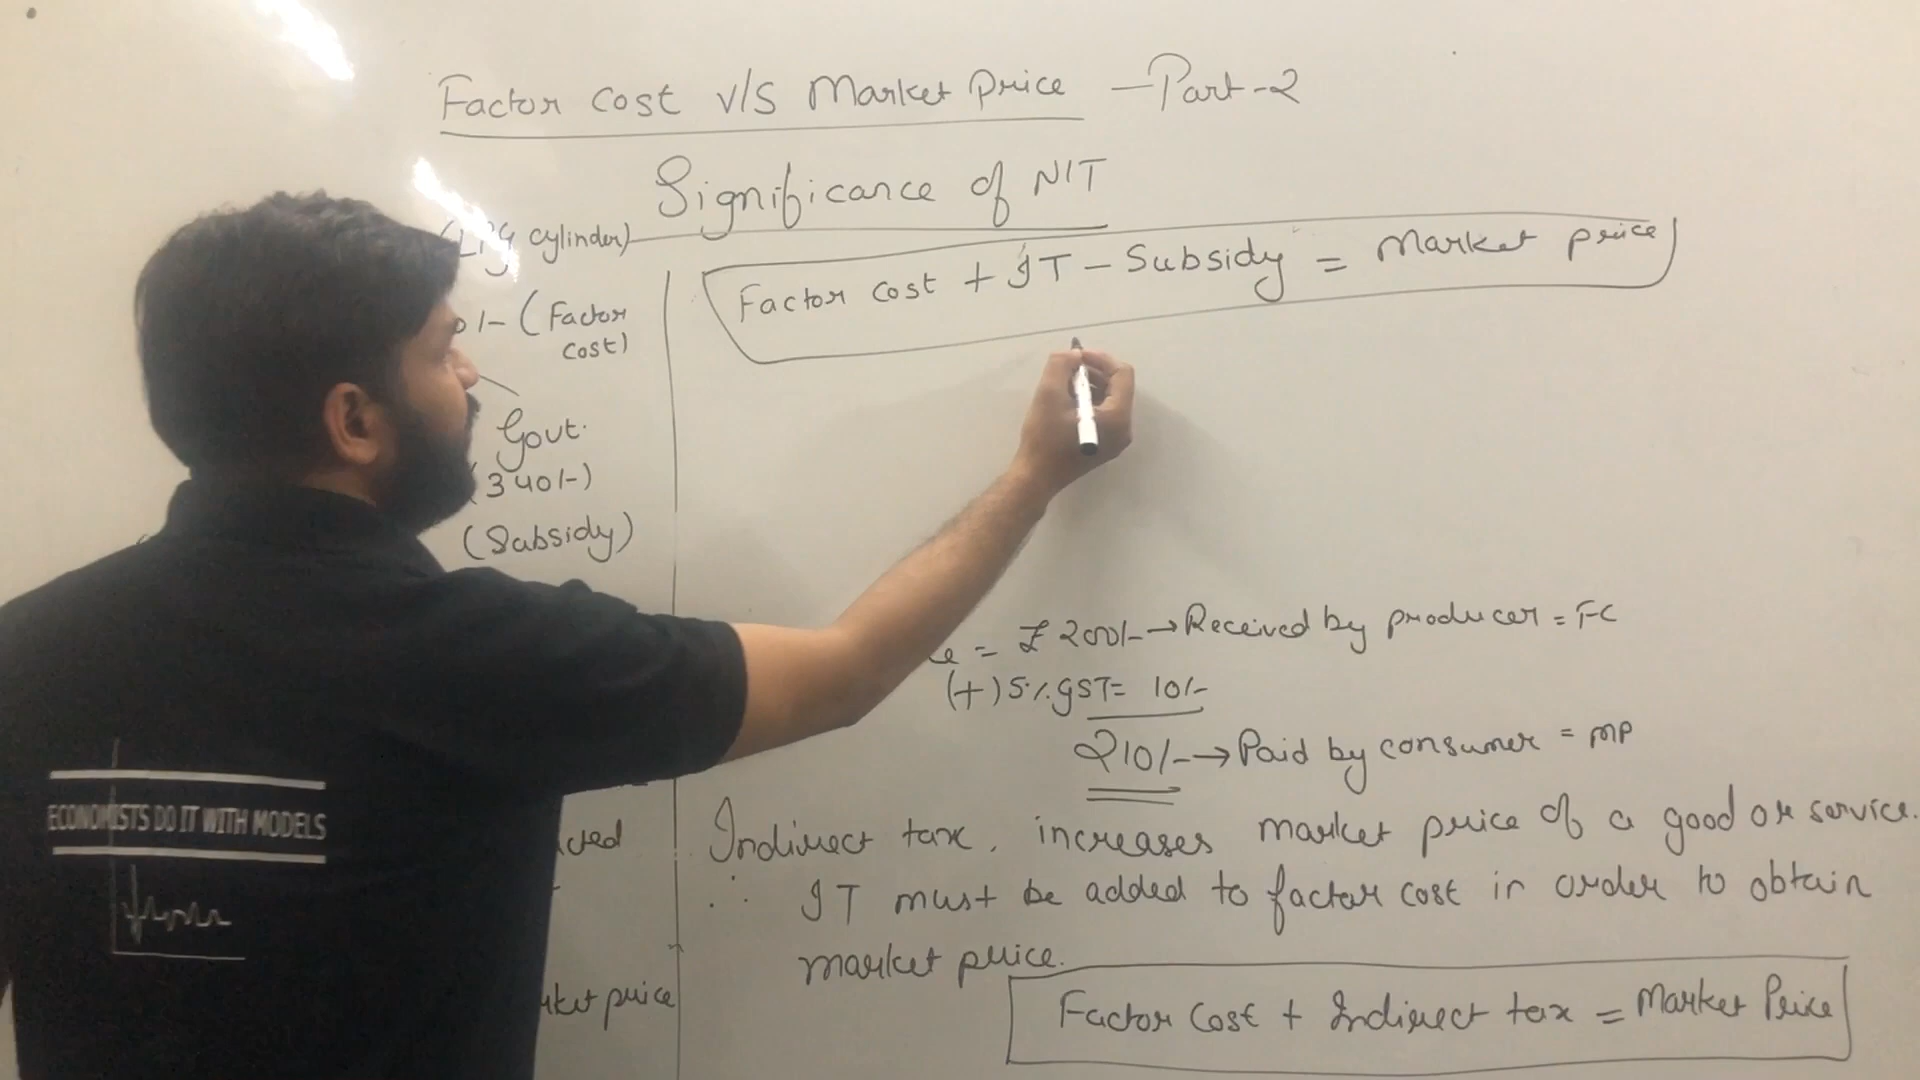 Factor cost v/s Market price - Part-2
Significance of NIT
(LPG cylinder)
Factor cost + IT - Subsidy = Market price
0/- (Factor
cost)
Govt.
(340/-)
(Subsidy)
= ₹ 200/- → Received by producer = FC
(+) 5% GST = 10/-
210/- → Paid by consumer = MP
Indirect tax, increases market price of a good or service.
∴ IT must be added to factor cost in order to obtain
market price.
Factor Cost + Indirect tax = Market Price
price
ECONOMISTS DO IT WITH MODELS